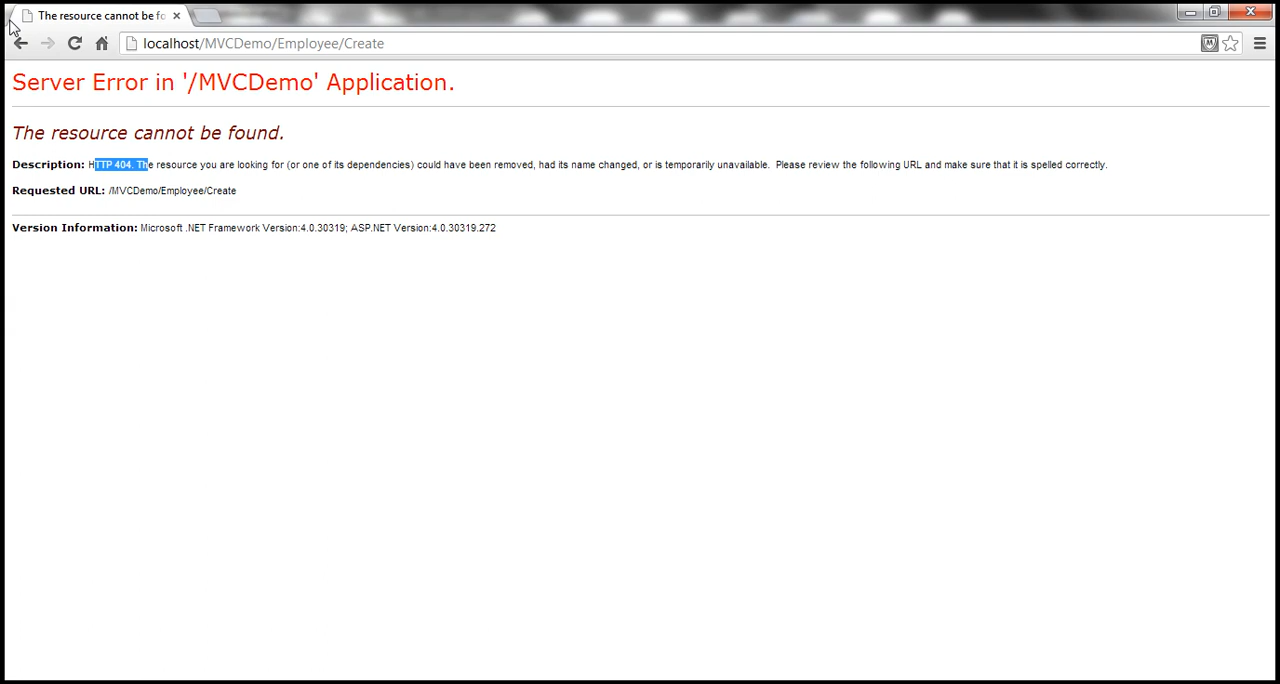 The resource cannot be fo
localhost/MVCDemo/Employee/Create
Server Error in '/MVCDemo' Application.
The resource cannot be found.
Description: HTTP 404. The resource you are looking for (or one of its dependencies) could have been removed, had its name changed, or is temporarily unavailable.  Please review the following URL and make sure that it is spelled correctly.
Requested URL: /MVCDemo/Employee/Create
Version Information: Microsoft .NET Framework Version:4.0.30319; ASP.NET Version:4.0.30319.272